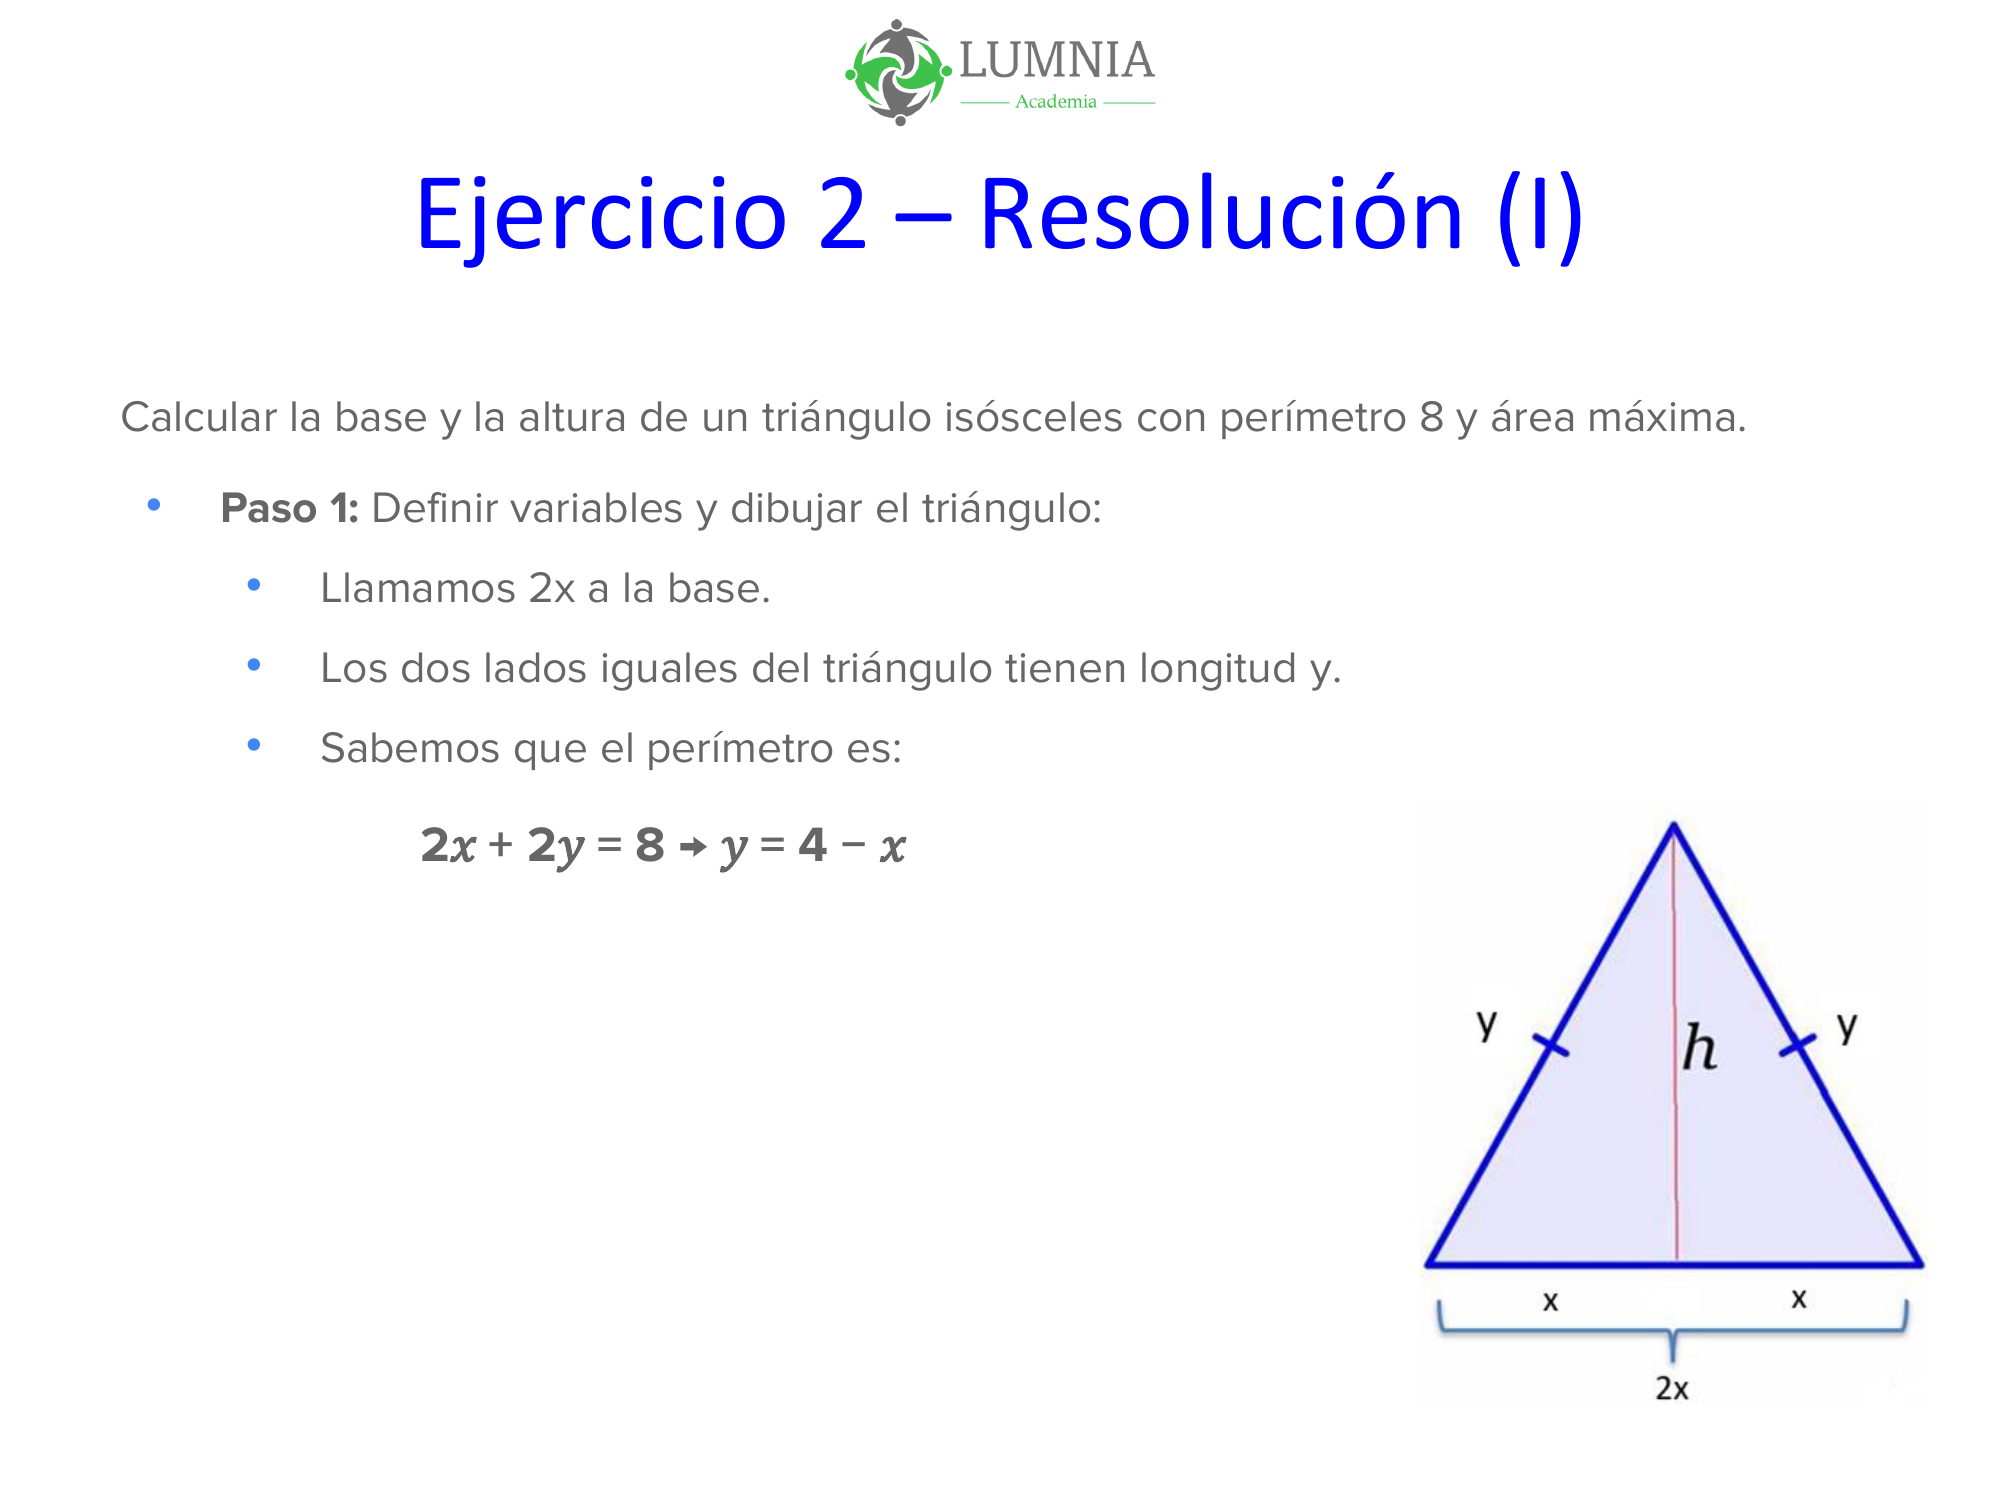 LUMNIA
Academia
Ejercicio 2 – Resolución (I)
Calcular la base y la altura de un triángulo isósceles con perímetro 8 y área máxima.
• Paso 1: Definir variables y dibujar el triángulo:
• Llamamos 2x a la base.
• Los dos lados iguales del triángulo tienen longitud y.
• Sabemos que el perímetro es:
2x + 2y = 8 → y = 4 − x
y
h
y
x
x
2x